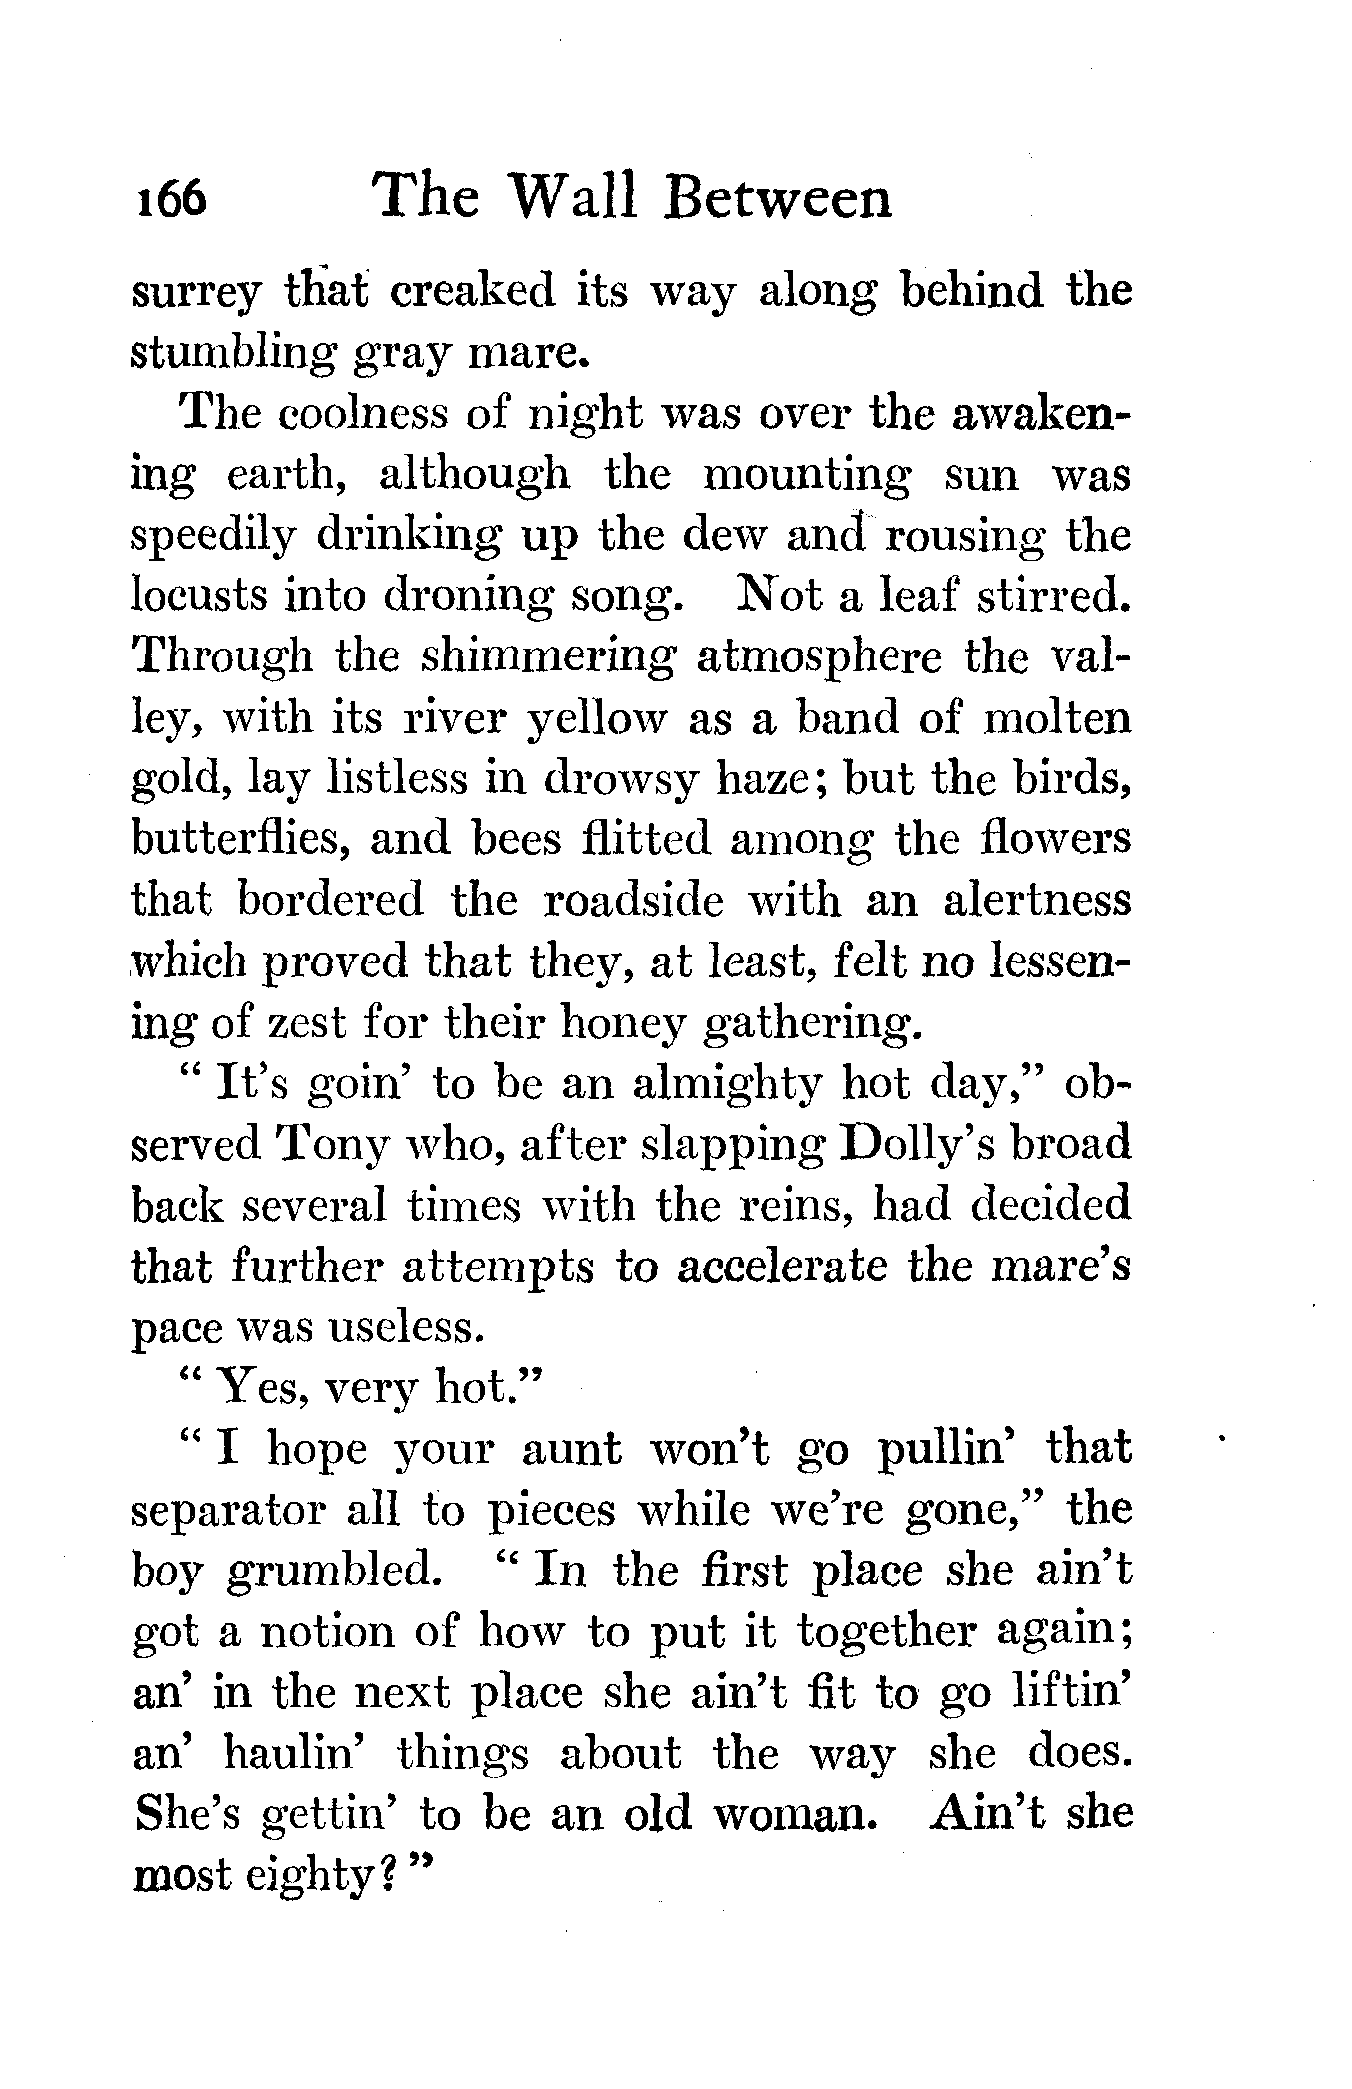 166 The Wall Between
surrey that creaked its way along behind the
stumbling gray mare.
The coolness of night was over the awaken-
ing earth, although the mounting sun was
speedily drinking up the dew and rousing the
locusts into droning song. Not a leaf stirred.
Through the shimmering atmosphere the val-
ley, with its river yellow as a band of molten
gold, lay listless in drowsy haze; but the birds,
butterflies, and bees flitted among the flowers
that bordered the roadside with an alertness
which proved that they, at least, felt no lessen-
ing of zest for their honey gathering.
“ It’s goin’ to be an almighty hot day,” ob-
served Tony who, after slapping Dolly’s broad
back several times with the reins, had decided
that further attempts to accelerate the mare’s
pace was useless.
“ Yes, very hot.”
“ I hope your aunt won’t go pullin’ that
separator all to pieces while we’re gone,” the
boy grumbled. “ In the first place she ain’t
got a notion of how to put it together again;
an’ in the next place she ain’t fit to go liftin’
an’ haulin’ things about the way she does.
She’s gettin’ to be an old woman. Ain’t she
most eighty? ”